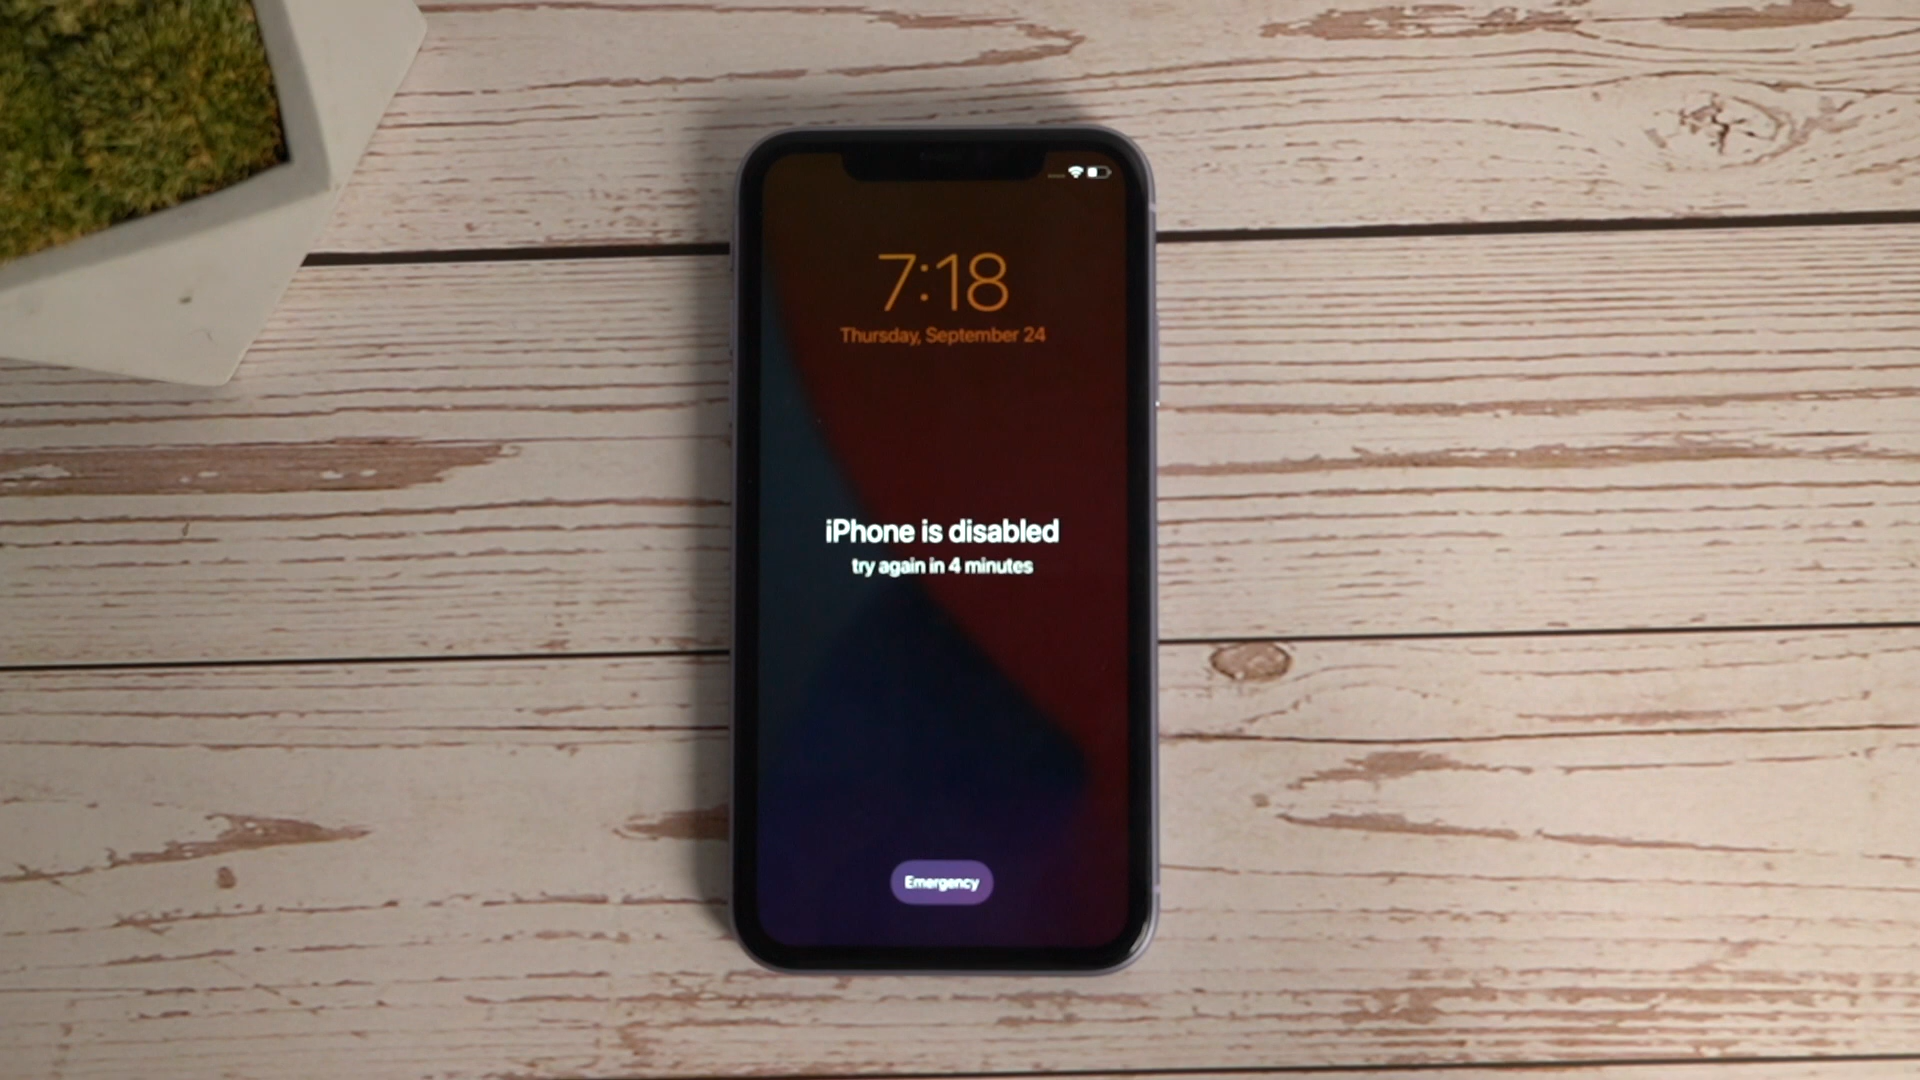 7:18
Thursday, September 24
iPhone is disabled
try again in 4 minutes
Emergency